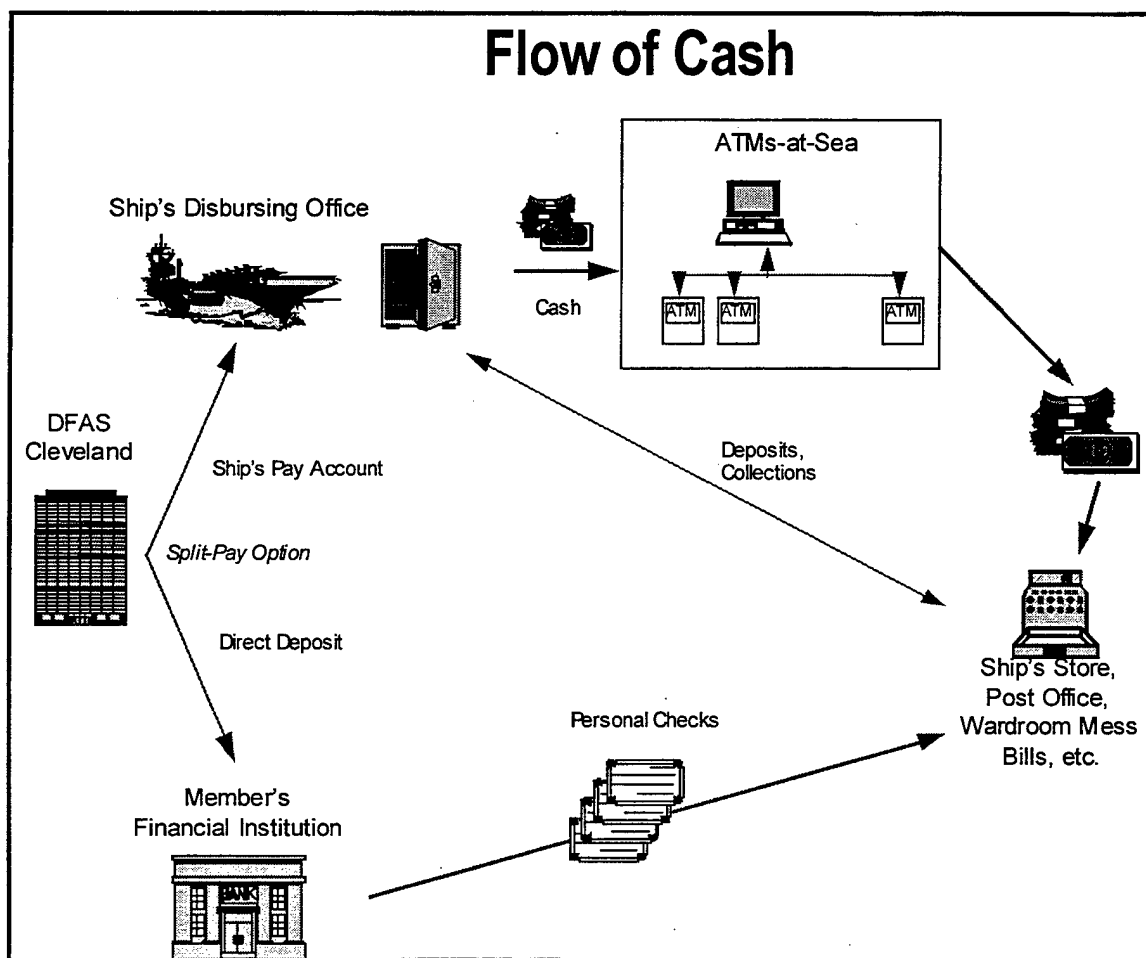 Flow of Cash
ATMs-at-Sea
Ship's Disbursing Office
Cash
ATM
ATM
ATM
DFAS
Cleveland
Ship's Pay Account
Deposits,
Collections
Split-Pay Option
Direct Deposit
Ship's Store,
Post Office,
Wardroom Mess
Bills, etc.
Personal Checks
Member's
Financial Institution
BANK